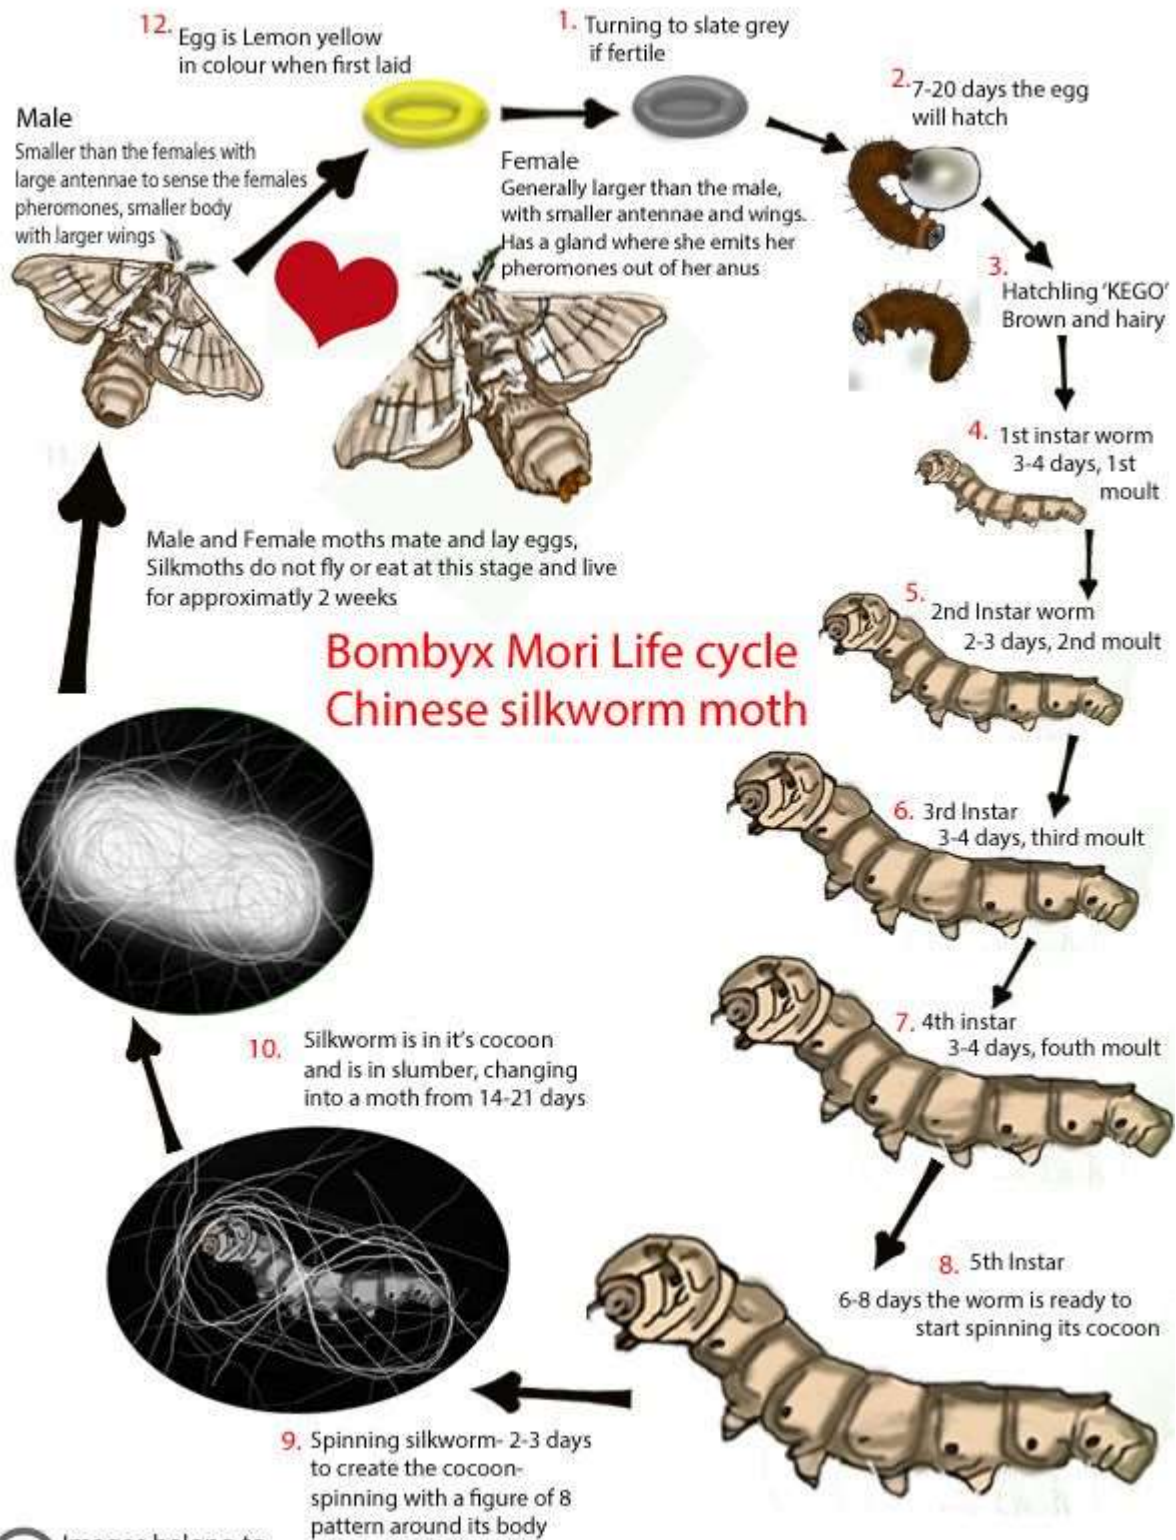 12. Egg is Lemon yellow
in colour when first laid
1. Turning to slate grey
if fertile
2. 7-20 days the egg
will hatch
Male
Smaller than the females with
large antennae to sense the females
pheromones, smaller body
with larger wings
Female
Generally larger than the male,
with smaller antennae and wings.
Has a gland where she emits her
pheromones out of her anus
3.
Hatchling 'KEGO'
Brown and hairy
4. 1st instar worm
3-4 days, 1st
moult
Male and Female moths mate and lay eggs,
Silkmoths do not fly or eat at this stage and live
for approximatly 2 weeks
5. 2nd Instar worm
2-3 days, 2nd moult
Bombyx Mori Life cycle
Chinese silkworm moth
6. 3rd Instar
3-4 days, third moult
7. 4th instar
3-4 days, fouth moult
10. Silkworm is in it's cocoon
and is in slumber, changing
into a moth from 14-21 days
8. 5th Instar
6-8 days the worm is ready to
start spinning its cocoon
9. Spinning silkworm- 2-3 days
to create the cocoon-
spinning with a figure of 8
pattern around its body
Images belong to